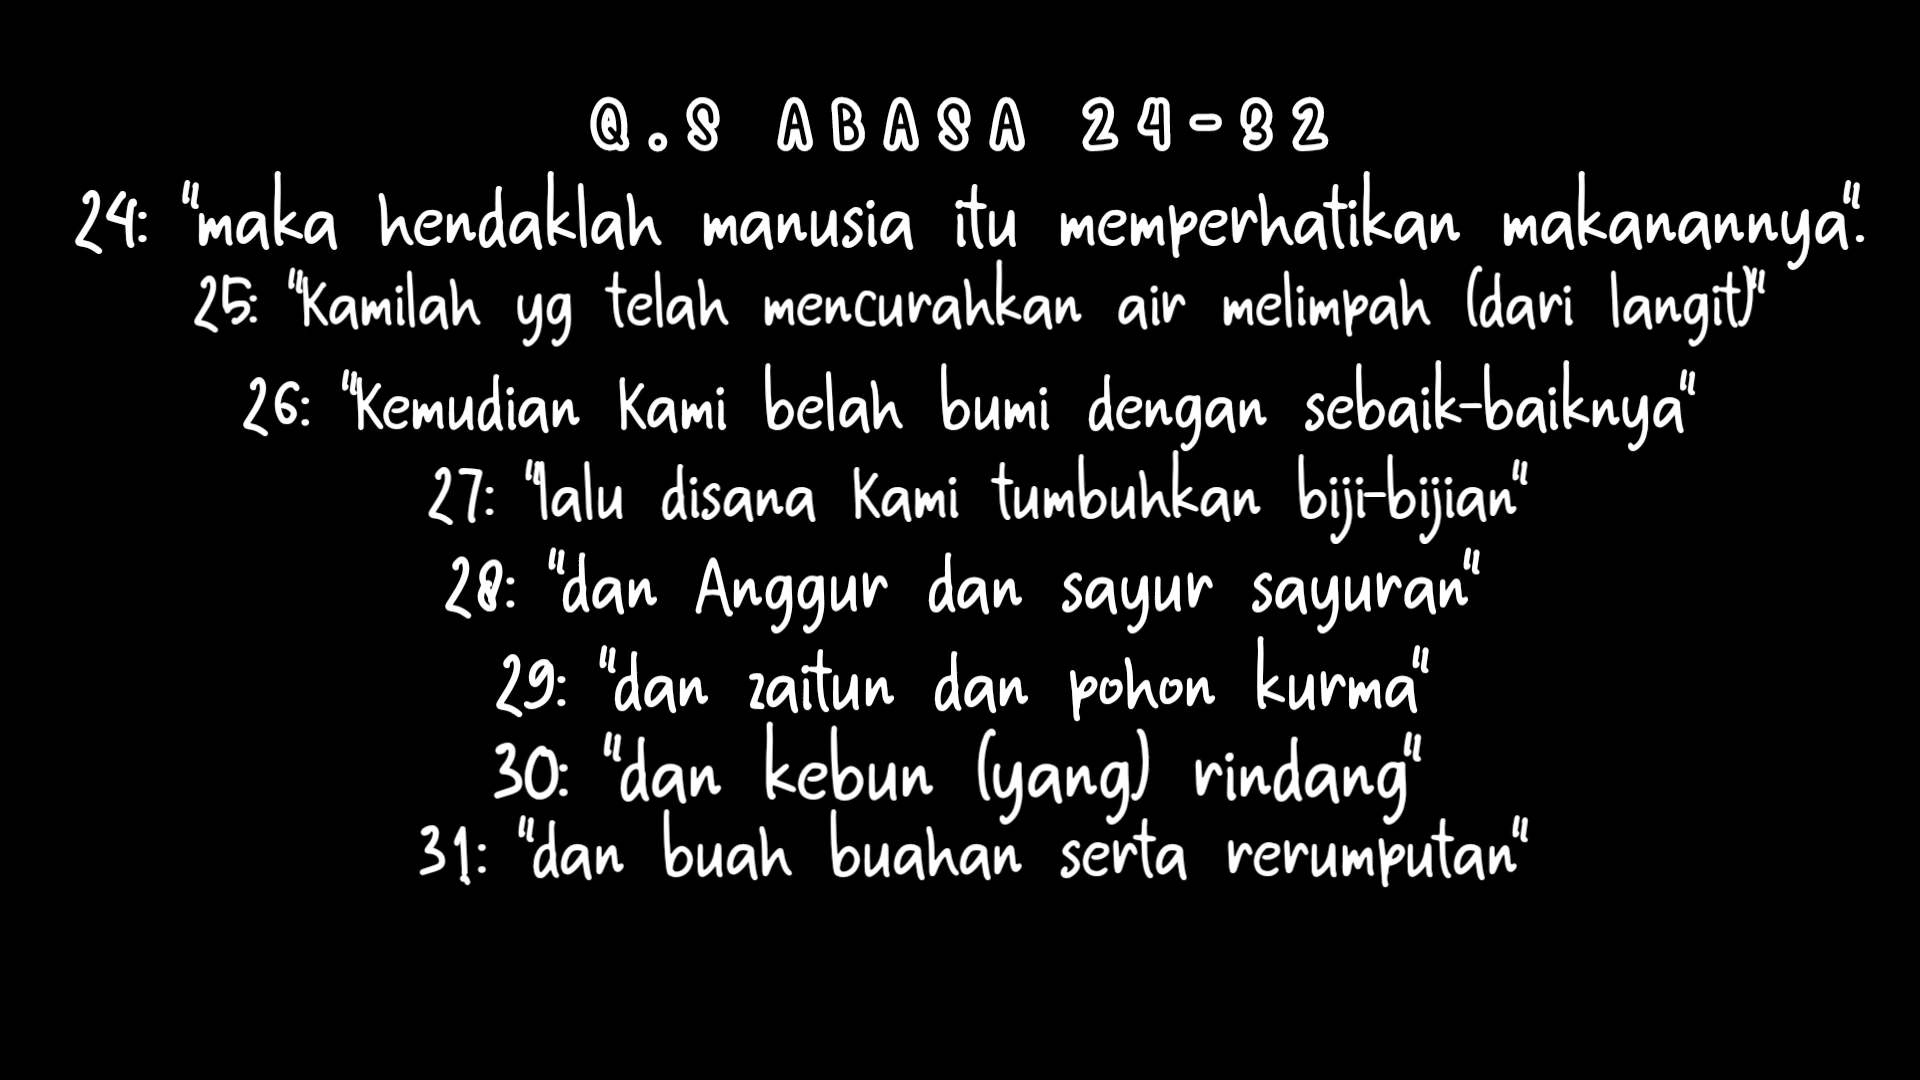 Q.S ABASA 24-32
24: "maka hendaklah manusia itu memperhatikan makanannya".
25: "Kamilah yg telah mencurahkan air melimpah (dari langit)"
26: "Kemudian Kami belah bumi dengan sebaik-baiknya"
27: "lalu disana Kami tumbuhkan biji-bijian"
28: "dan Anggur dan sayur sayuran"
29: "dan zaitun dan pohon kurma"
30: "dan kebun (yang) rindang"
31: "dan buah buahan serta rerumputan"